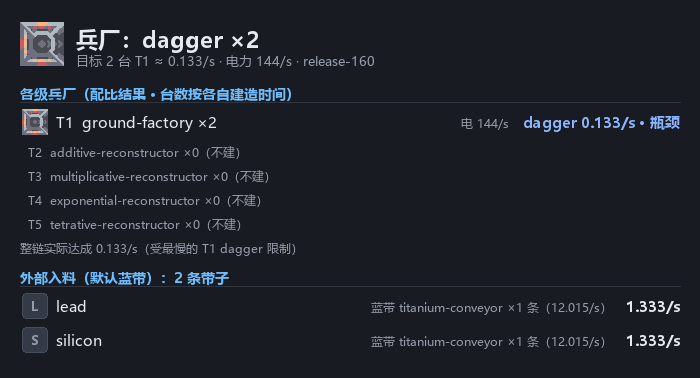 兵厂：dagger ×2
目标 2 台 T1 ≈ 0.133/s · 电力 144/s · release-160
各级兵厂（配比结果 • 台数按各自建造时间）
T1 ground-factory ×2 电 144/s dagger 0.133/s • 瓶颈
T2 additive-reconstructor ×0（不建）
T3 multiplicative-reconstructor ×0（不建）
T4 exponential-reconstructor ×0（不建）
T5 tetrative-reconstructor ×0（不建）
整链实际达成 0.133/s（受最慢的 T1 dagger 限制）
外部入料（默认蓝带）：2 条带子
L lead 蓝带 titanium-conveyor ×1 条（12.015/s） 1.333/s
S silicon 蓝带 titanium-conveyor ×1 条（12.015/s） 1.333/s